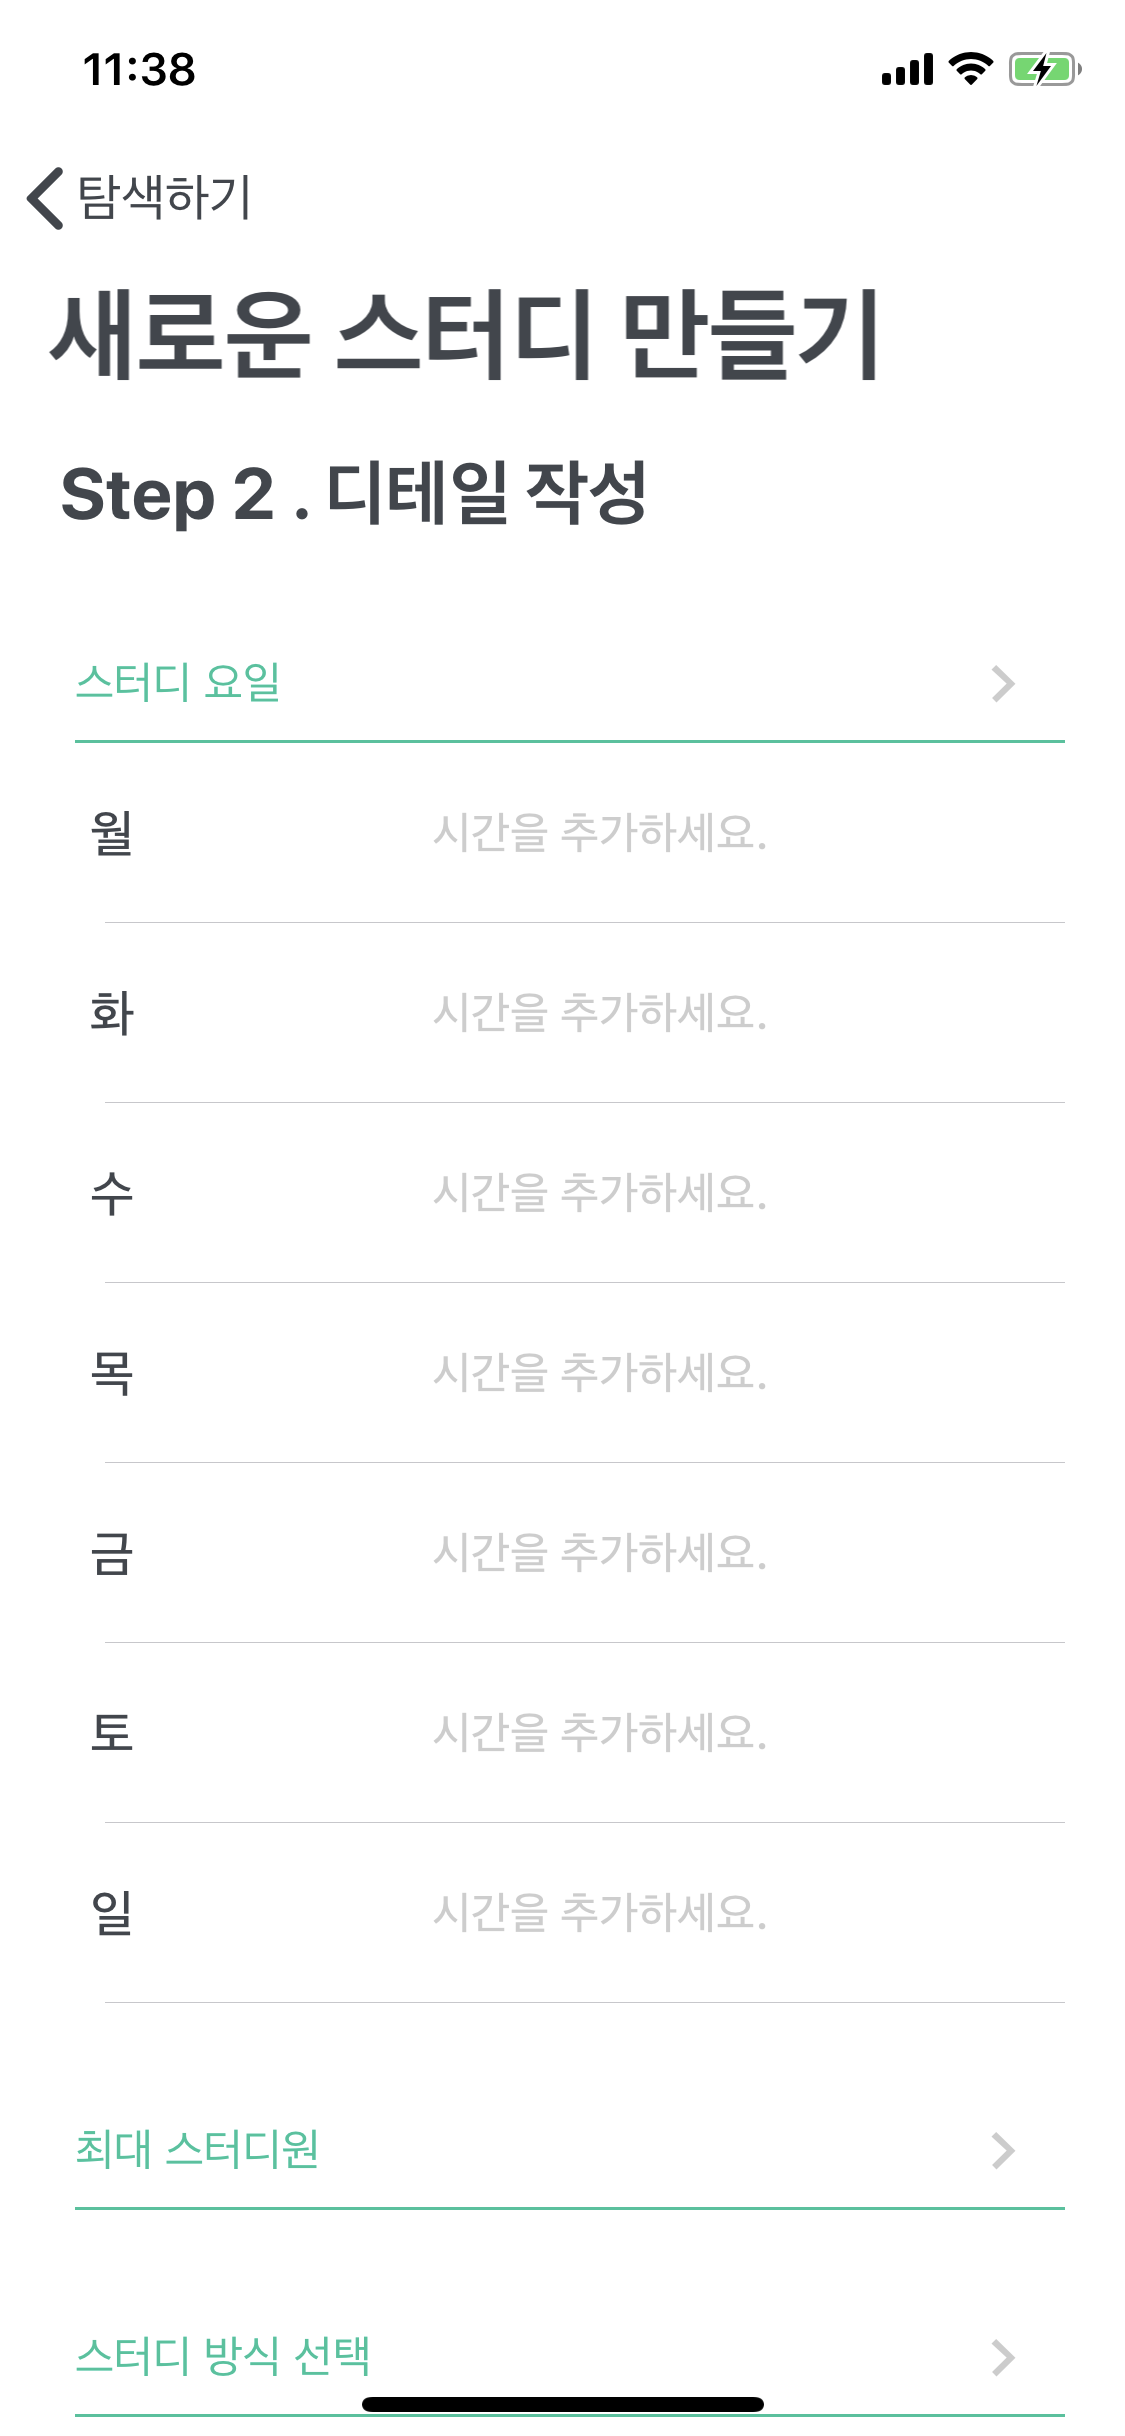 11:38
탐색하기
새로운 스터디 만들기
Step 2 . 디테일 작성
스터디 요일
월 시간을 추가하세요.
화 시간을 추가하세요.
수 시간을 추가하세요.
목 시간을 추가하세요.
금 시간을 추가하세요.
토 시간을 추가하세요.
일 시간을 추가하세요.
최대 스터디원
스터디 방식 선택